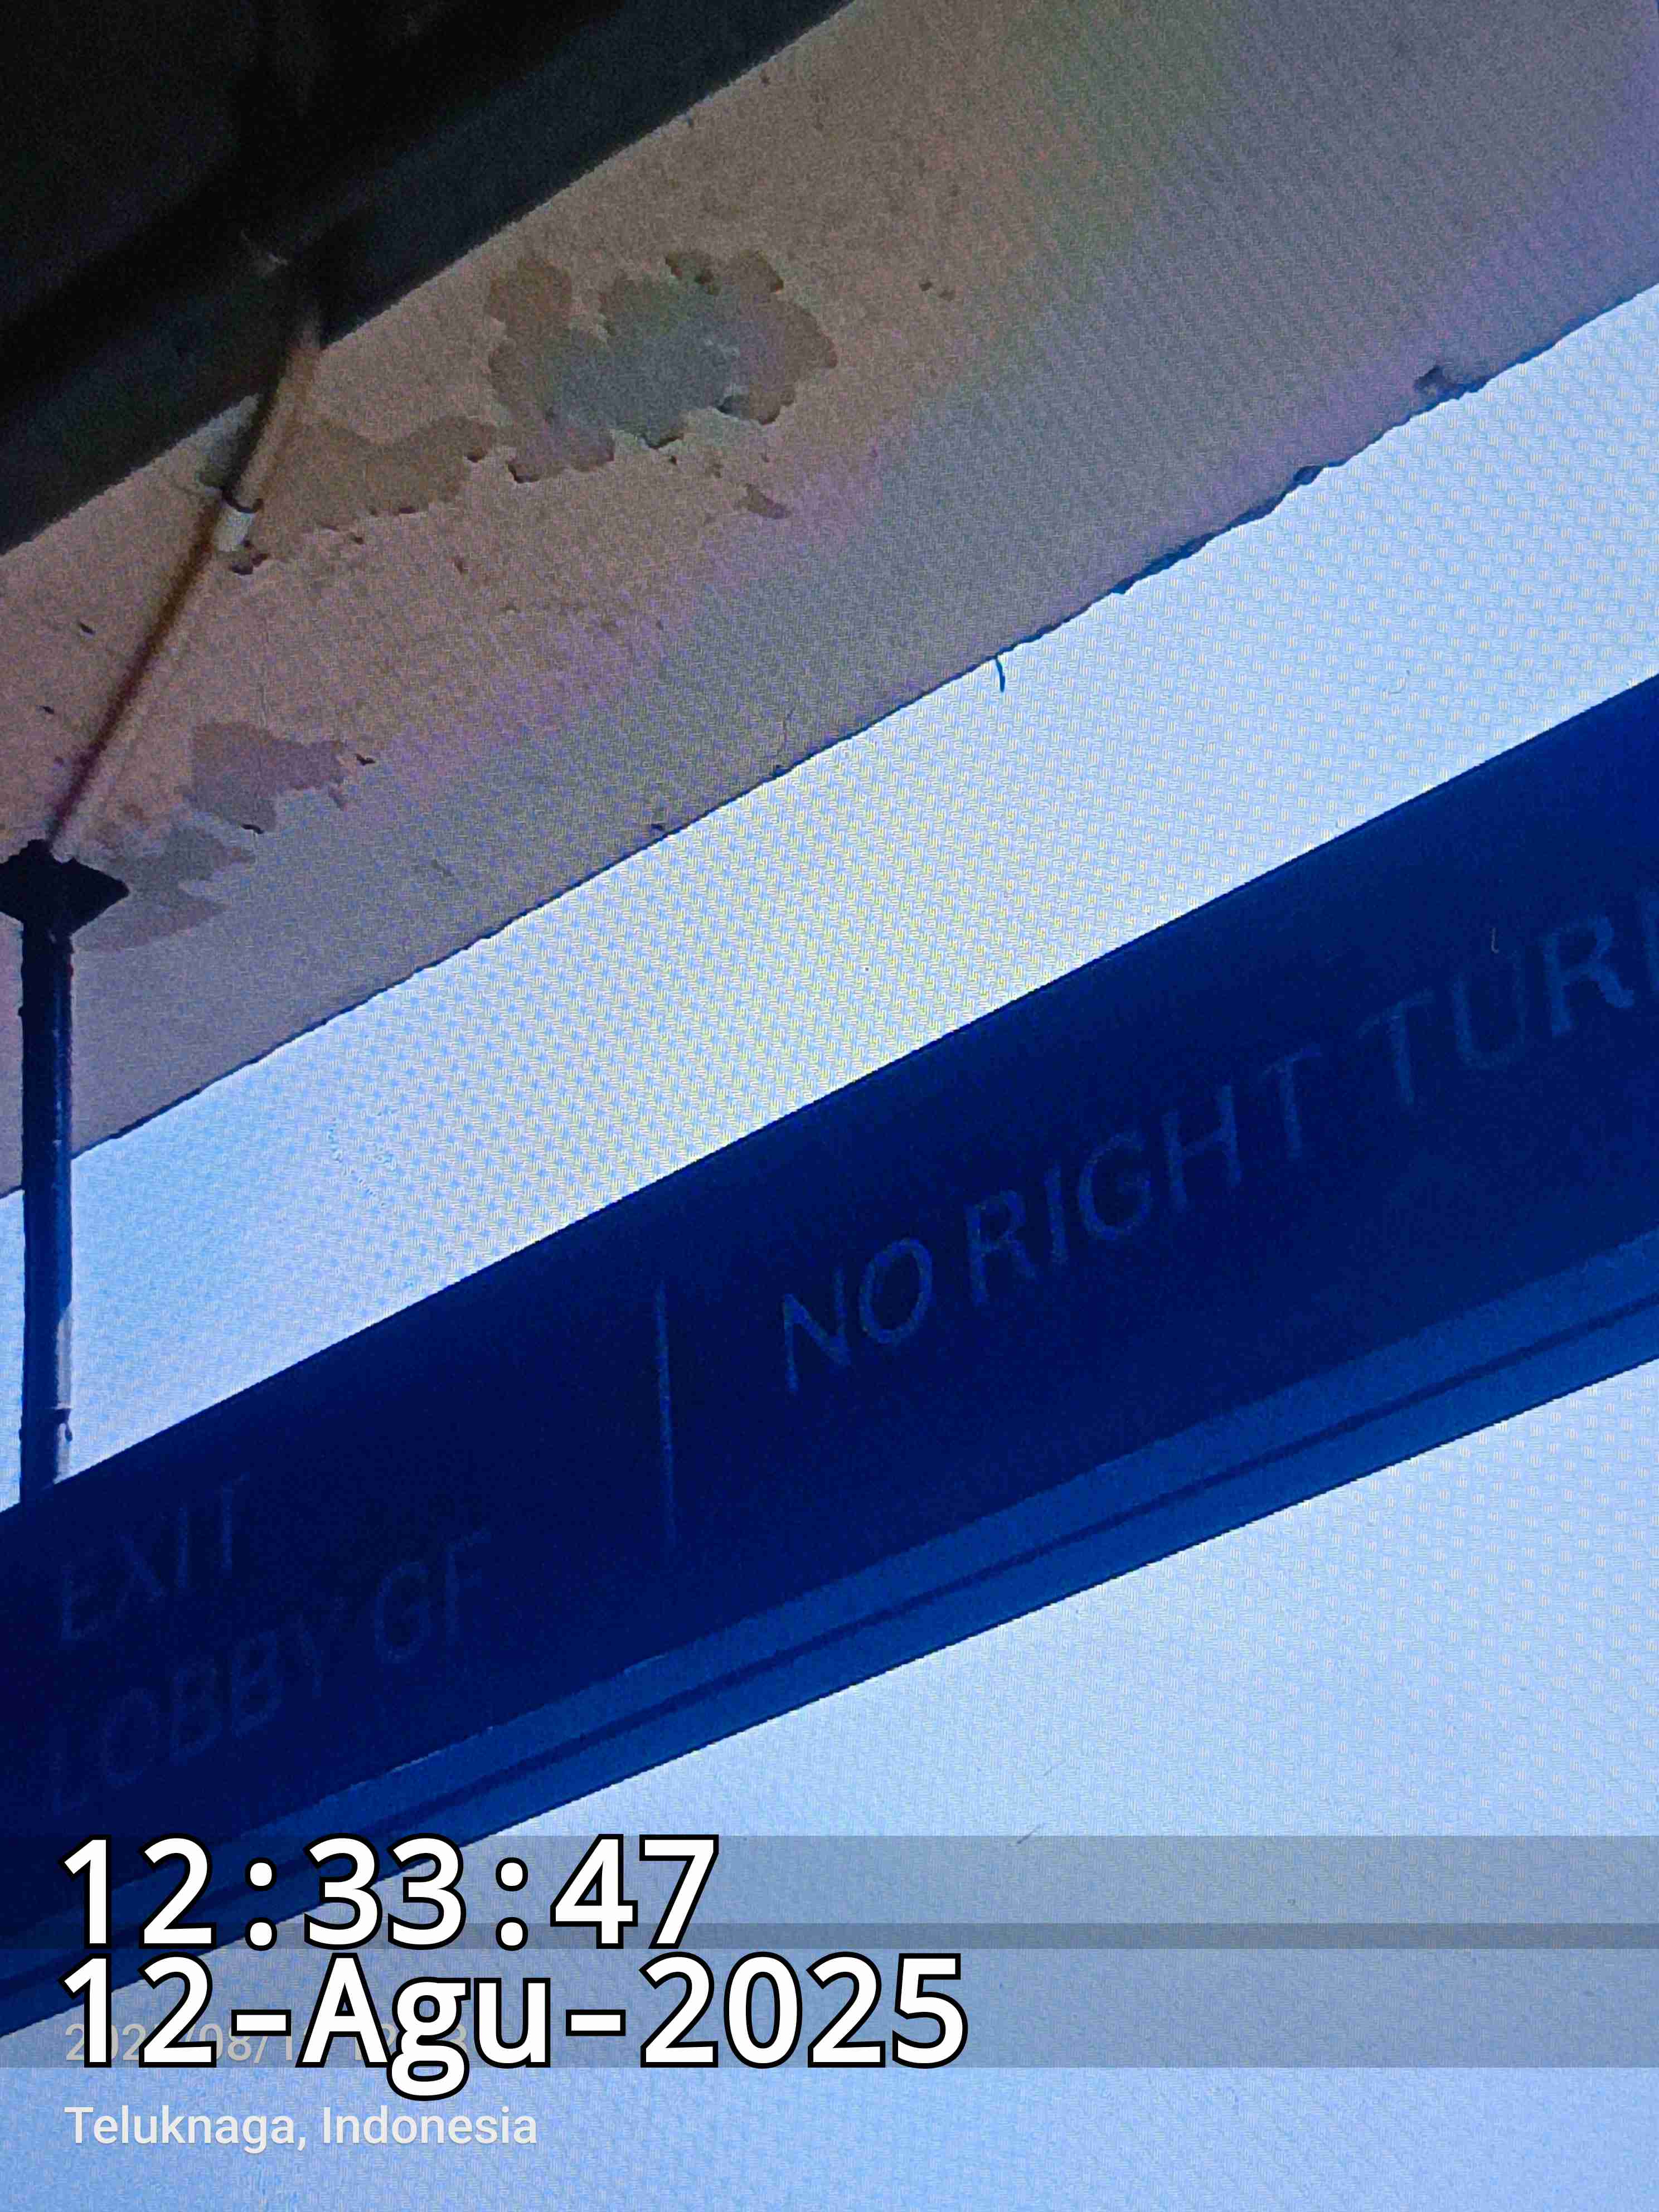 NO RIGHT TUR
EXIT
LOBBY GF
12:33:47
12-Agu-2025
Teluknaga, Indonesia